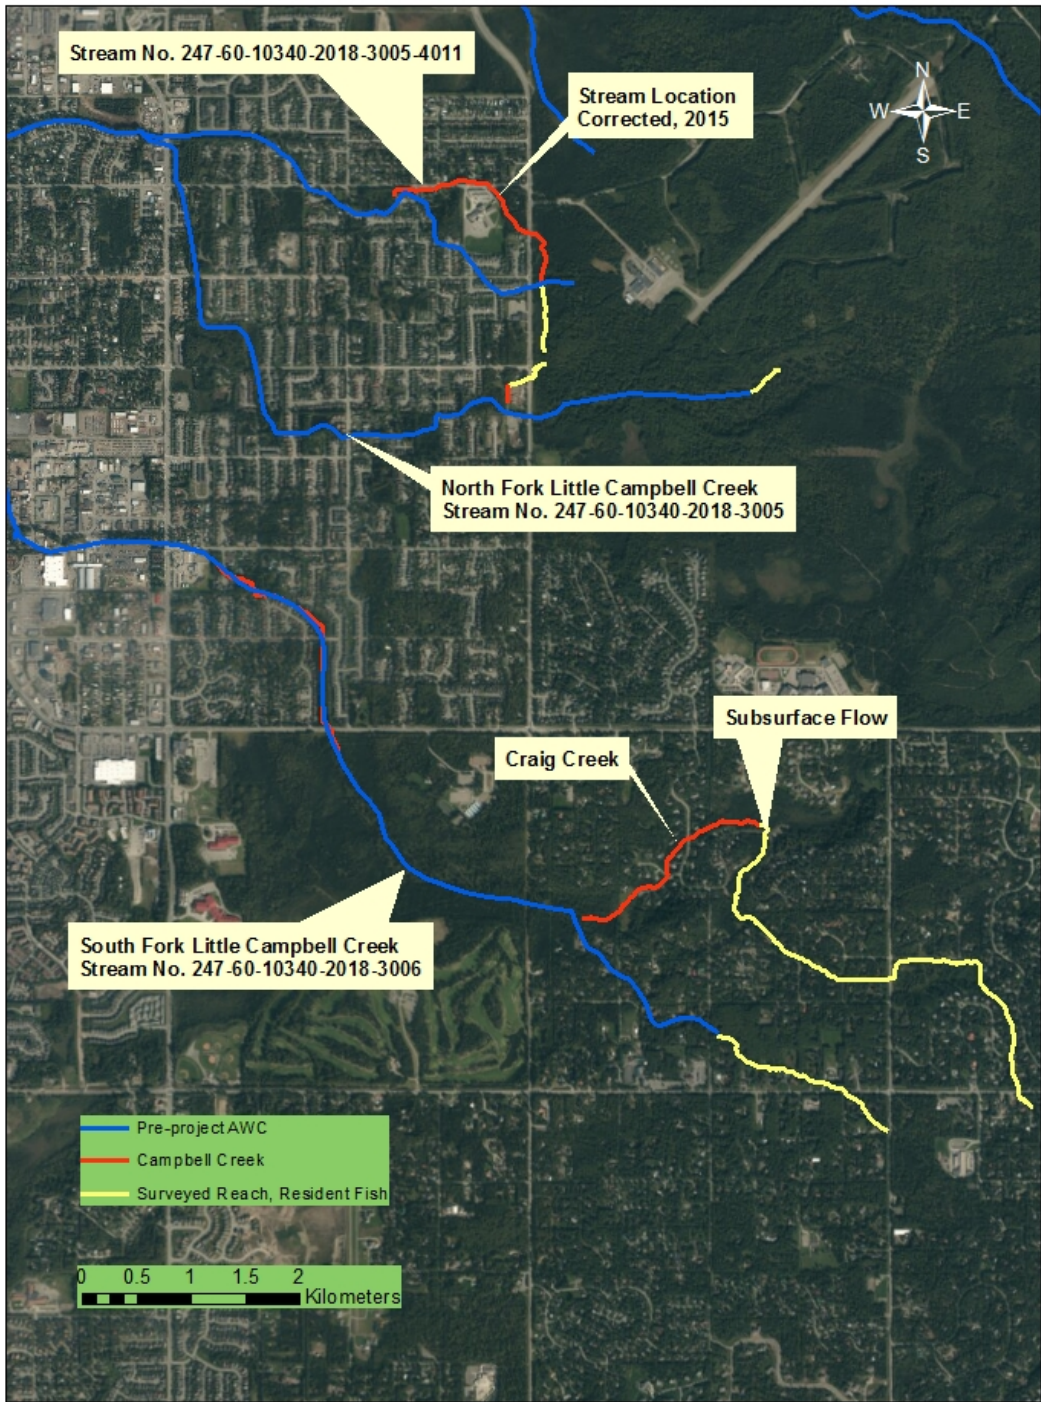 Stream No. 247-60-10340-2018-3005-4011
Stream Location
Corrected, 2015
N
W
E
S
North Fork Little Campbell Creek
Stream No. 247-60-10340-2018-3005
Subsurface Flow
Craig Creek
South Fork Little Campbell Creek
Stream No. 247-60-10340-2018-3006
Pre-project AWC
Campbell Creek
Surveyed Reach, Resident Fish
0 0.5 1 1.5 2
Kilometers